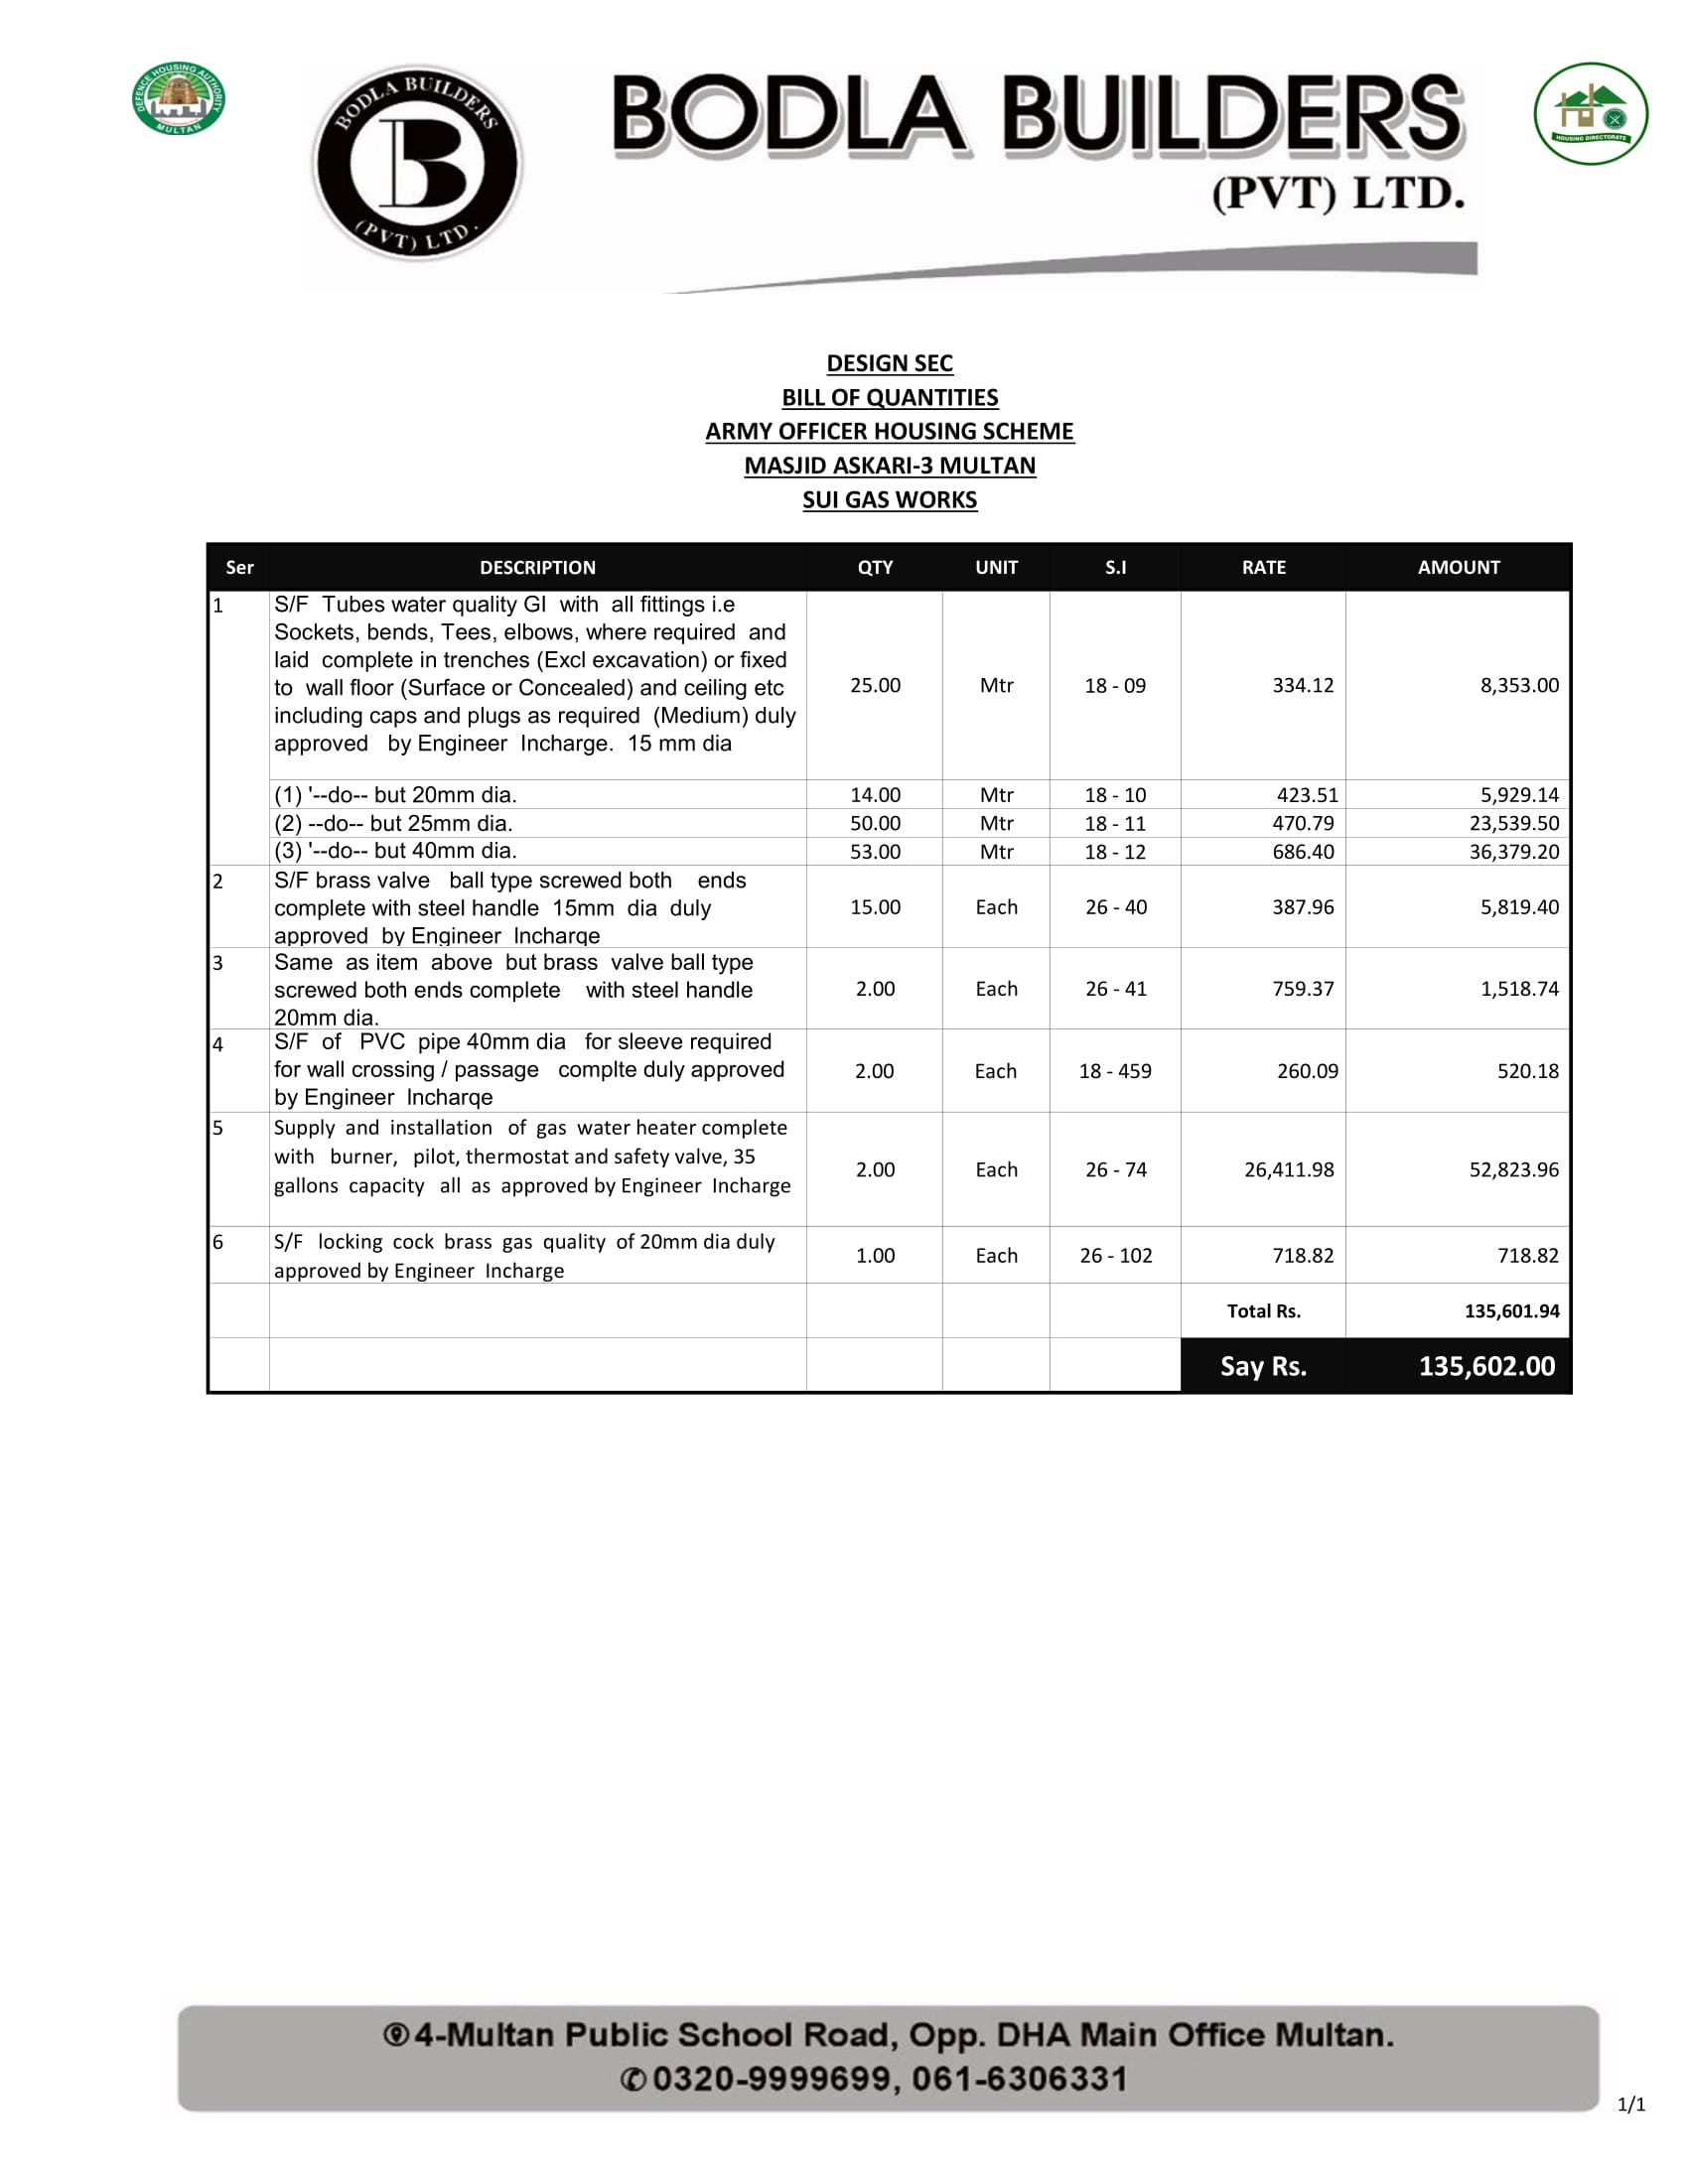 DEFENCE HOUSING AUTHORITY
MULTAN
BODLA BUILDERS
B
(PVT) LTD.
BODLA BUILDERS
(PVT) LTD.
HOUSING DIRECTORATE
DESIGN SEC
BILL OF QUANTITIES
ARMY OFFICER HOUSING SCHEME
MASJID ASKARI-3 MULTAN
SUI GAS WORKS
Ser DESCRIPTION QTY UNIT S.I RATE AMOUNT
1 S/F Tubes water quality GI with all fittings i.e
Sockets, bends, Tees, elbows, where required and
laid complete in trenches (Excl excavation) or fixed
to wall floor (Surface or Concealed) and ceiling etc
including caps and plugs as required (Medium) duly
approved by Engineer Incharge. 15 mm dia
25.00 Mtr 18 - 09 334.12 8,353.00
(1) '--do-- but 20mm dia. 14.00 Mtr 18 - 10 423.51 5,929.14
(2) --do-- but 25mm dia. 50.00 Mtr 18 - 11 470.79 23,539.50
(3) '--do-- but 40mm dia. 53.00 Mtr 18 - 12 686.40 36,379.20
2 S/F brass valve ball type screwed both ends
complete with steel handle 15mm dia duly
approved by Engineer Incharge
15.00 Each 26 - 40 387.96 5,819.40
3 Same as item above but brass valve ball type
screwed both ends complete with steel handle
20mm dia.
2.00 Each 26 - 41 759.37 1,518.74
4 S/F of PVC pipe 40mm dia for sleeve required
for wall crossing / passage complte duly approved
by Engineer Incharge
2.00 Each 18 - 459 260.09 520.18
5 Supply and installation of gas water heater complete
with burner, pilot, thermostat and safety valve, 35
gallons capacity all as approved by Engineer Incharge
2.00 Each 26 - 74 26,411.98 52,823.96
6 S/F locking cock brass gas quality of 20mm dia duly
approved by Engineer Incharge
1.00 Each 26 - 102 718.82 718.82
Total Rs. 135,601.94
Say Rs. 135,602.00
4-Multan Public School Road, Opp. DHA Main Office Multan.
✆ 0320-9999699, 061-6306331
1/1